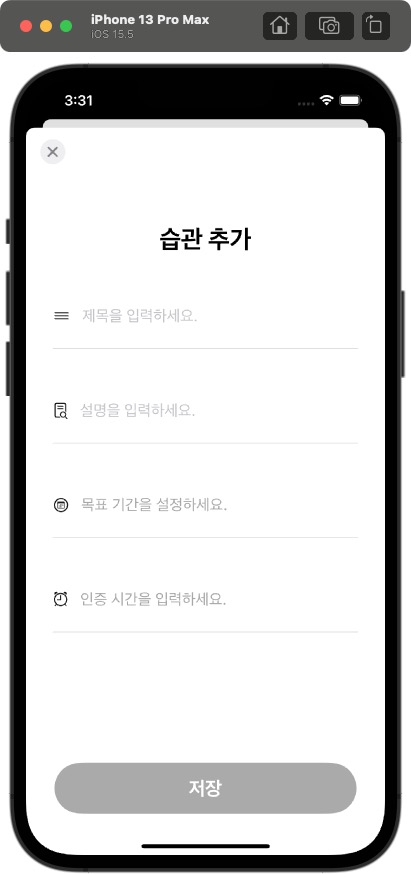 iPhone 13 Pro Max
iOS 15.5
3:31
습관 추가
제목을 입력하세요.
설명을 입력하세요.
목표 기간을 설정하세요.
인증 시간을 입력하세요.
저장